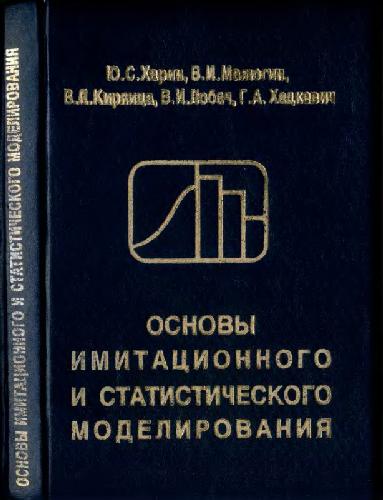 Ю.С.Харин, В.И.Малюгин,
В.П.Кирлица, В.И.Лобач, Г.А.Хацкевич
ОСНОВЫ
ИМИТАЦИОННОГО
И СТАТИСТИЧЕСКОГО
МОДЕЛИРОВАНИЯ
ОСНОВЫ ИМИТАЦИОННОГО И СТАТИСТИЧЕСКОГО МОДЕЛИРОВАНИЯ